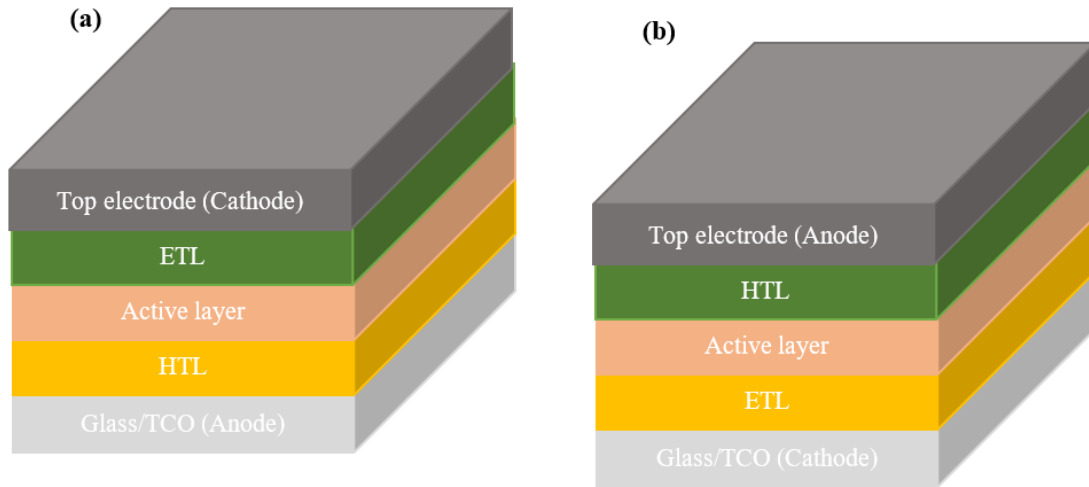 (a)
Top electrode (Cathode)
ETL
Active layer
HTL
Glass/TCO (Anode)
(b)
Top electrode (Anode)
HTL
Active layer
ETL
Glass/TCO (Cathode)